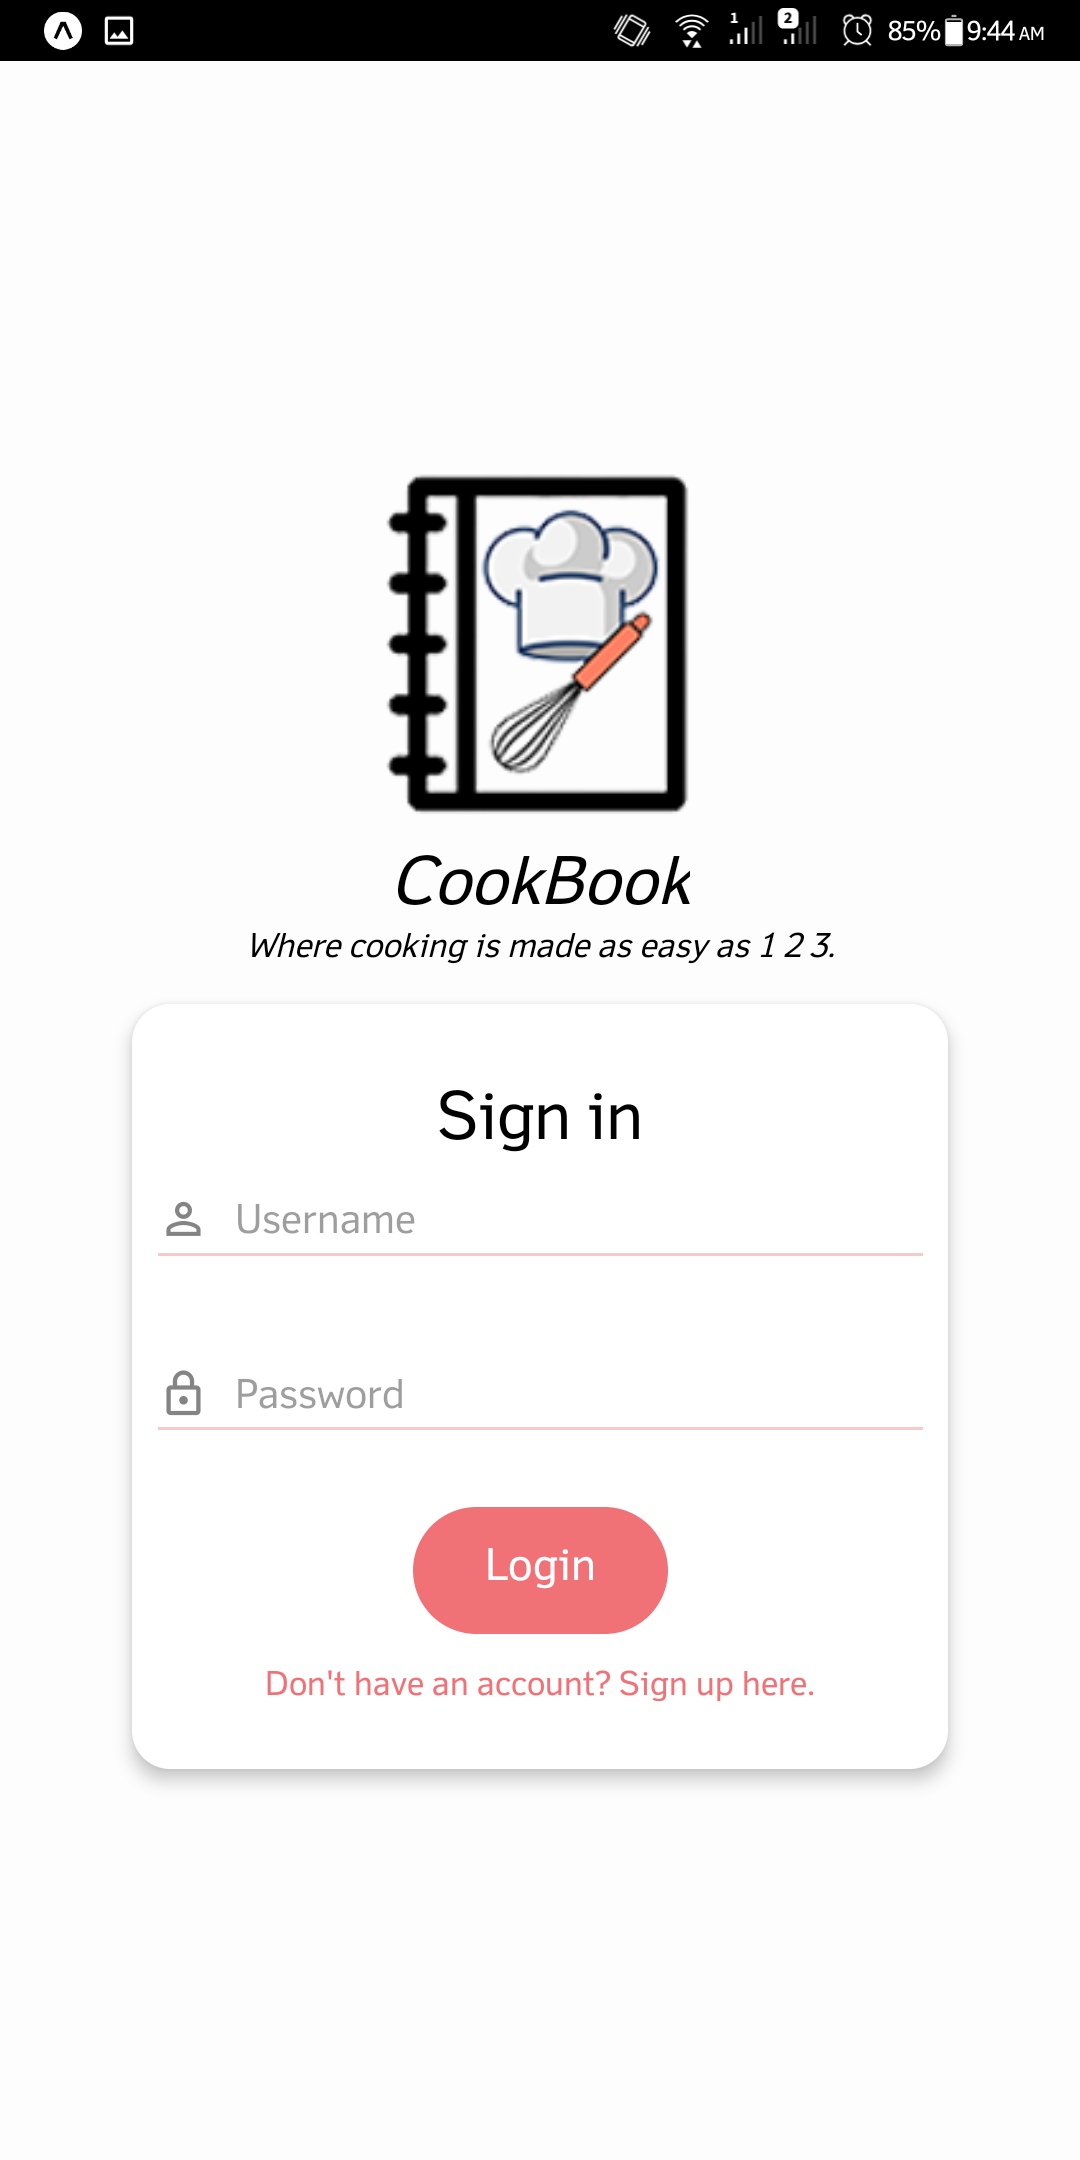 1 2 85% 9:44 AM
CookBook
Where cooking is made as easy as 1 2 3.
Sign in
Username
Password
Login
Don't have an account? Sign up here.